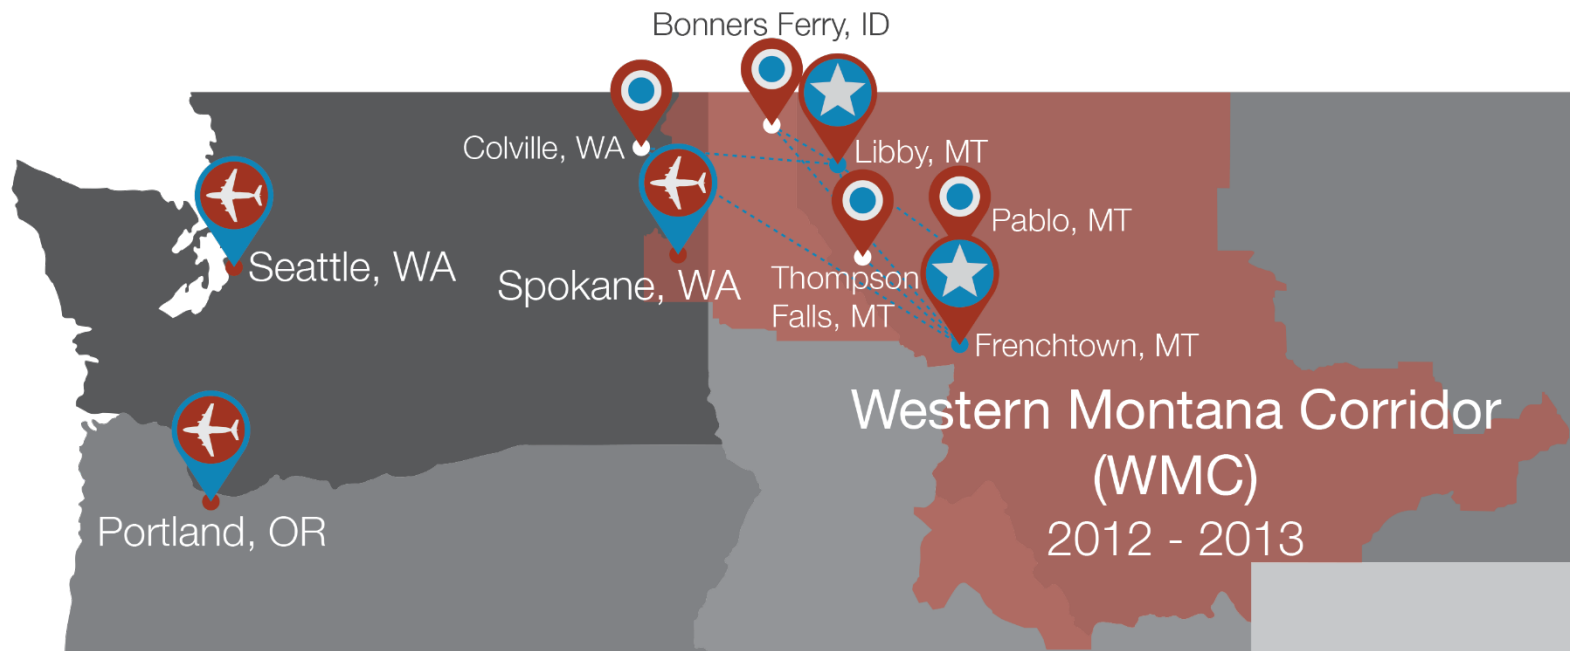 Bonners Ferry, ID
Colville, WA
Libby, MT
Pablo, MT
Seattle, WA
Spokane, WA
Thompson
Falls, MT
Frenchtown, MT
Western Montana Corridor
(WMC)
2012 - 2013
Portland, OR